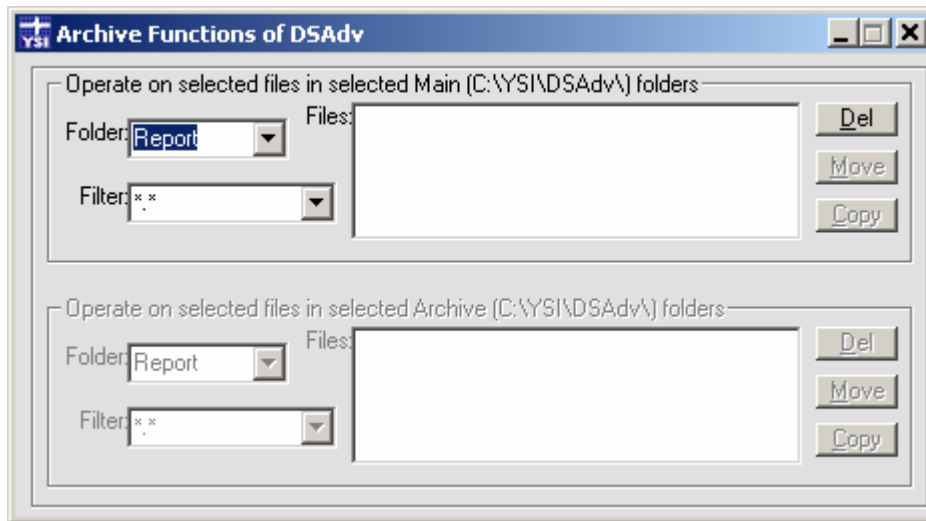 YSI Archive Functions of DSAdv
Operate on selected files in selected Main (C:\YSI\DSAdv\) folders
Folder: Report
Files:
Del
Filter: *.*
Move
Copy
Operate on selected files in selected Archive (C:\YSI\DSAdv\) folders
Folder: Report
Files:
Del
Filter: *.*
Move
Copy